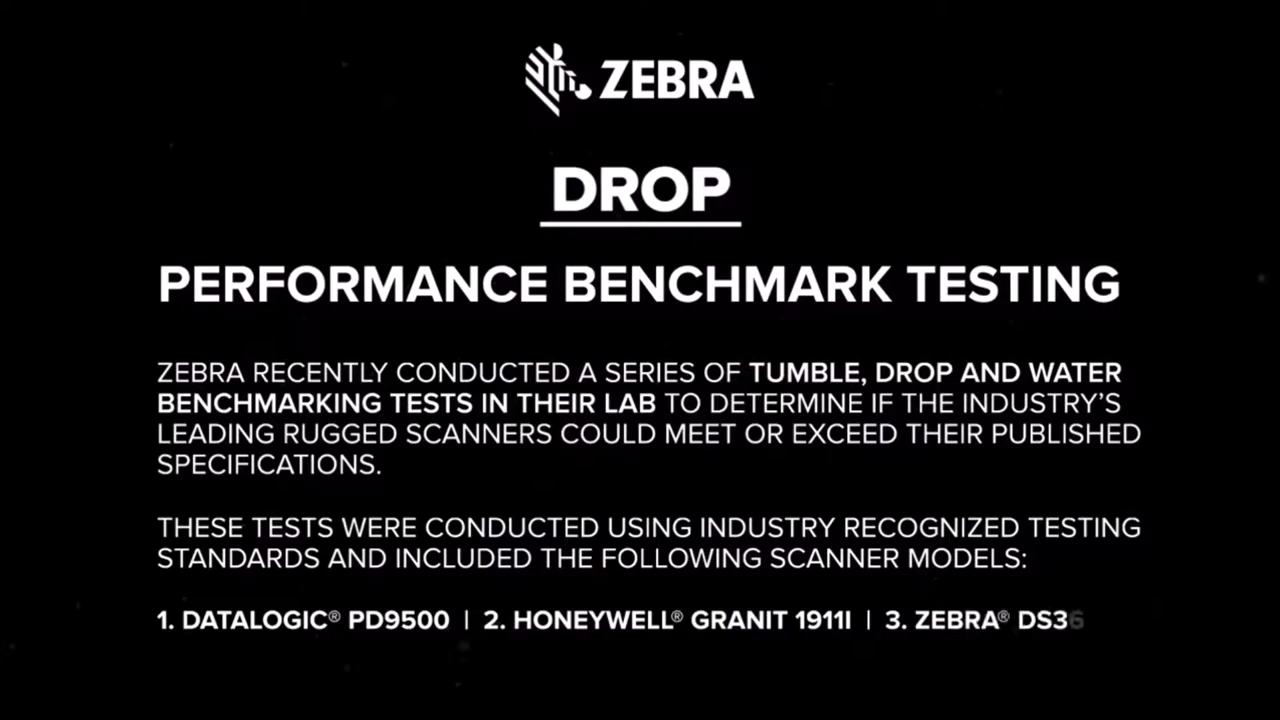 ZEBRA
DROP
PERFORMANCE BENCHMARK TESTING
ZEBRA RECENTLY CONDUCTED A SERIES OF TUMBLE, DROP AND WATER
BENCHMARKING TESTS IN THEIR LAB TO DETERMINE IF THE INDUSTRY'S
LEADING RUGGED SCANNERS COULD MEET OR EXCEED THEIR PUBLISHED
SPECIFICATIONS.
THESE TESTS WERE CONDUCTED USING INDUSTRY RECOGNIZED TESTING
STANDARDS AND INCLUDED THE FOLLOWING SCANNER MODELS:
1. DATALOGIC® PD9500 | 2. HONEYWELL® GRANIT 1911I | 3. ZEBRA® DS36